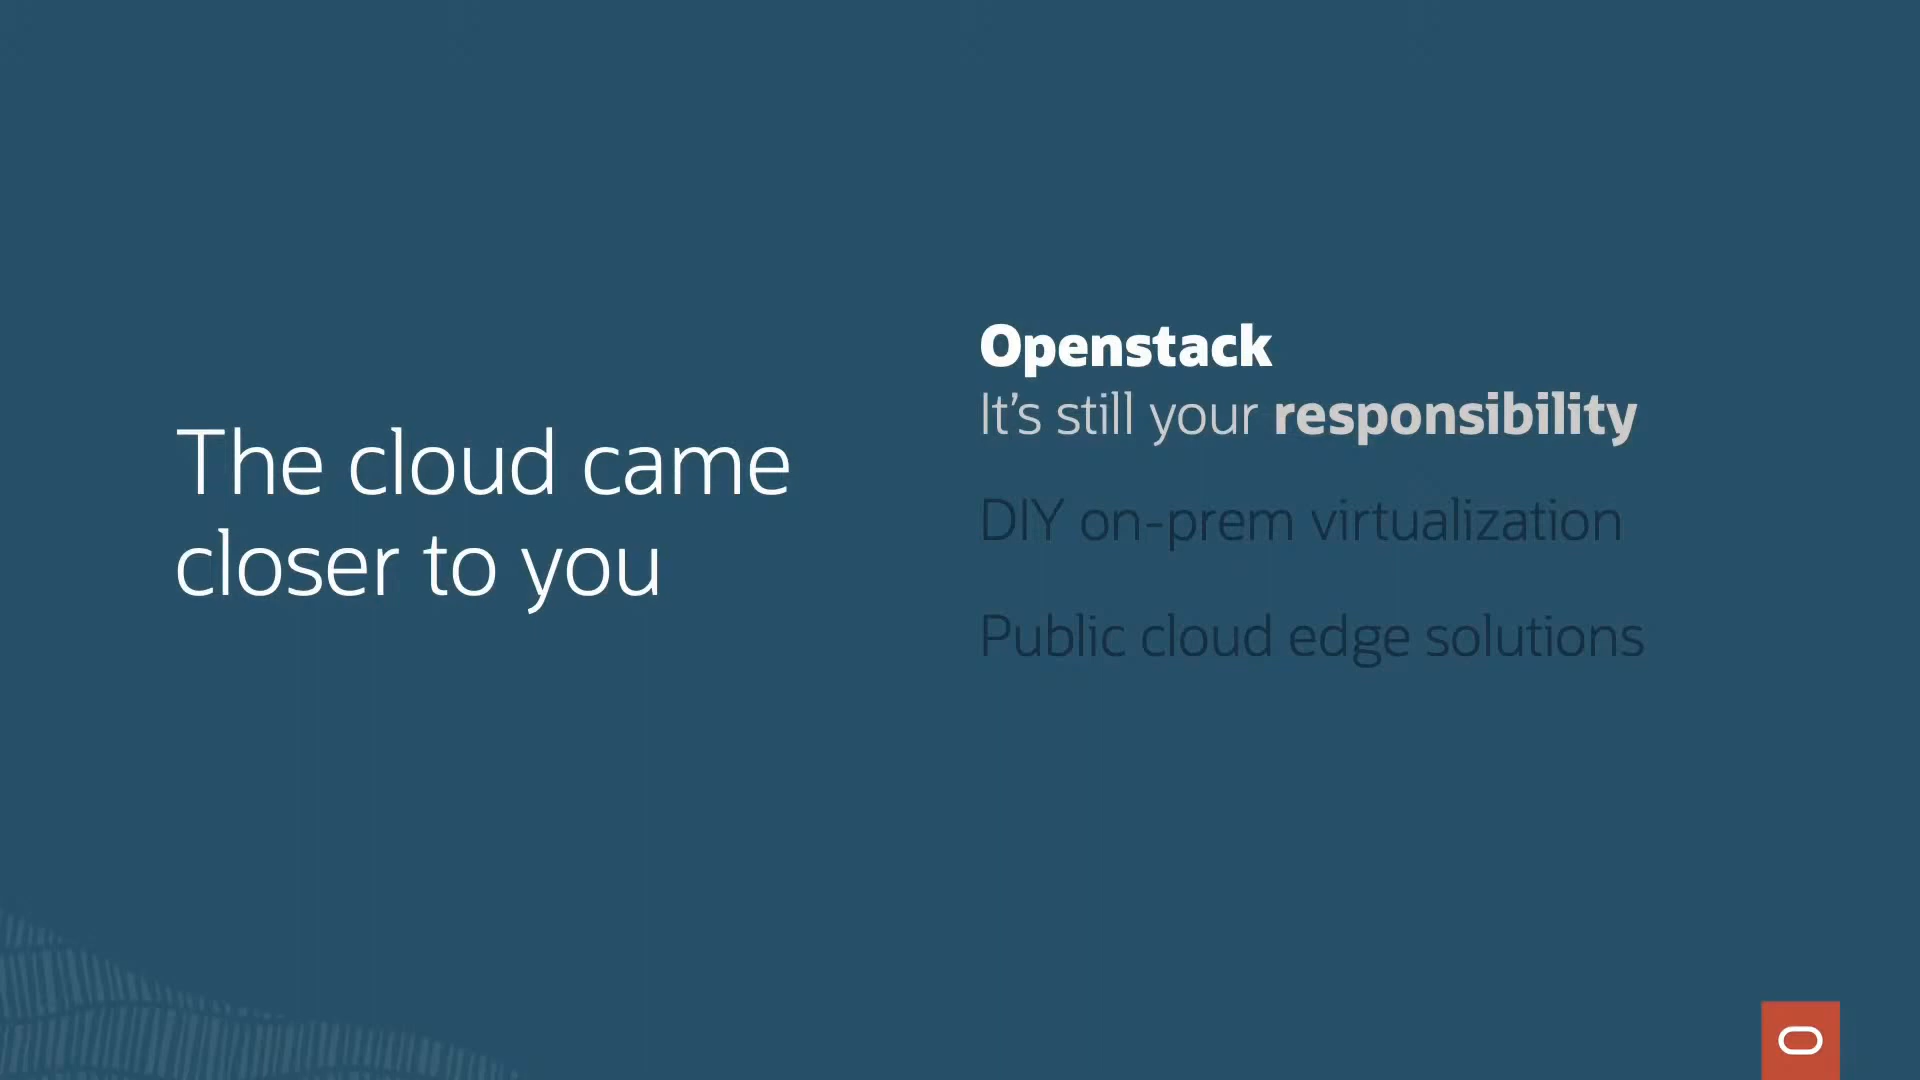 The cloud came
closer to you
Openstack
It's still your responsibility
DIY on-prem virtualization
Public cloud edge solutions